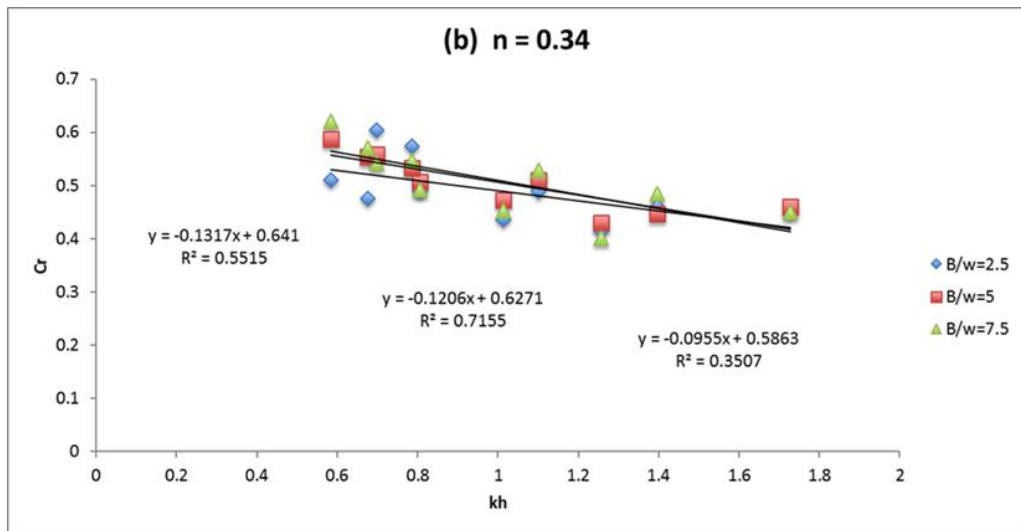 (b) n = 0.34
0.7
0.6
0.5
0.4
0.3
0.2
0.1
0
Cr
y = -0.1317x + 0.641
R² = 0.5515
y = -0.1206x + 0.6271
R² = 0.7155
y = -0.0955x + 0.5863
R² = 0.3507
B/w=2.5
B/w=5
B/w=7.5
0 0.2 0.4 0.6 0.8 1 1.2 1.4 1.6 1.8 2
kh